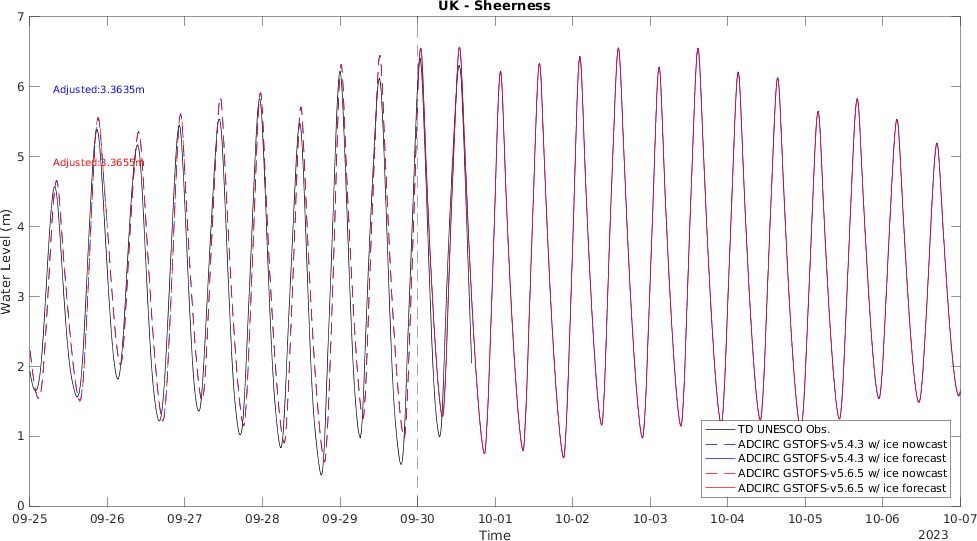 UK - Sheerness
7
6
5
4
3
2
1
0
Water Level (m)
Adjusted:3.3635m
Adjusted:3.3655m
TD UNESCO Obs.
ADCIRC GSTOFS-v5.4.3 w/ ice nowcast
ADCIRC GSTOFS-v5.4.3 w/ ice forecast
ADCIRC GSTOFS-v5.6.5 w/ ice nowcast
ADCIRC GSTOFS-v5.6.5 w/ ice forecast
09-25 09-26 09-27 09-28 09-29 09-30 10-01 10-02 10-03 10-04 10-05 10-06 10-07
Time
2023